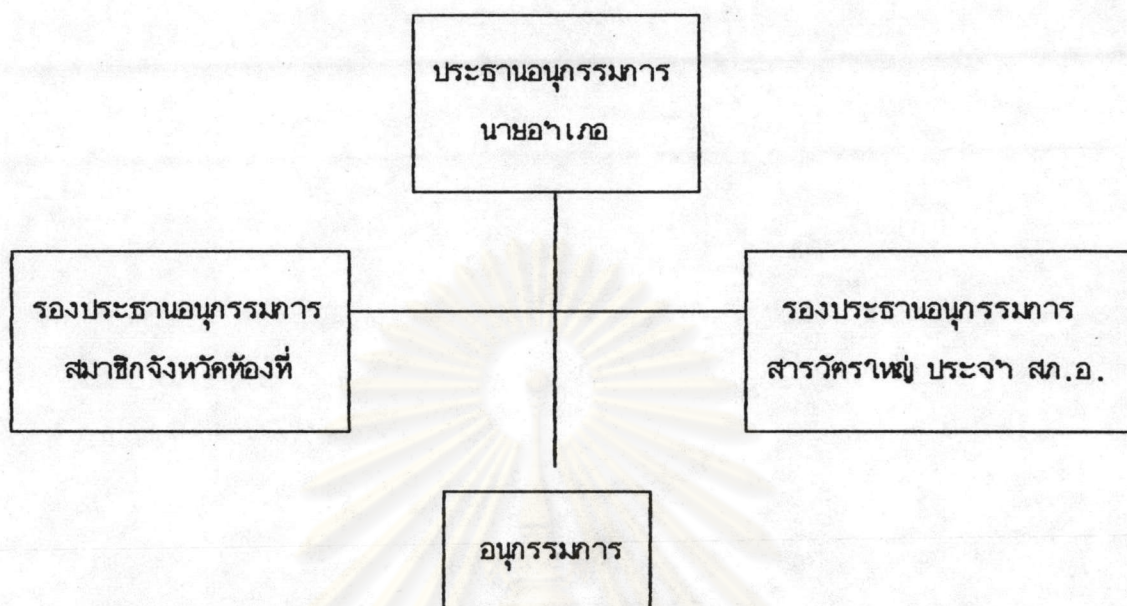 ประธานอนุกรรมการ
นายอำเภอ
รองประธานอนุกรรมการ
สมาชิกจังหวัดท้องที่
รองประธานอนุกรรมการ
สารวัตรใหญ่ ประจำ สภ.อ.
อนุกรรมการ